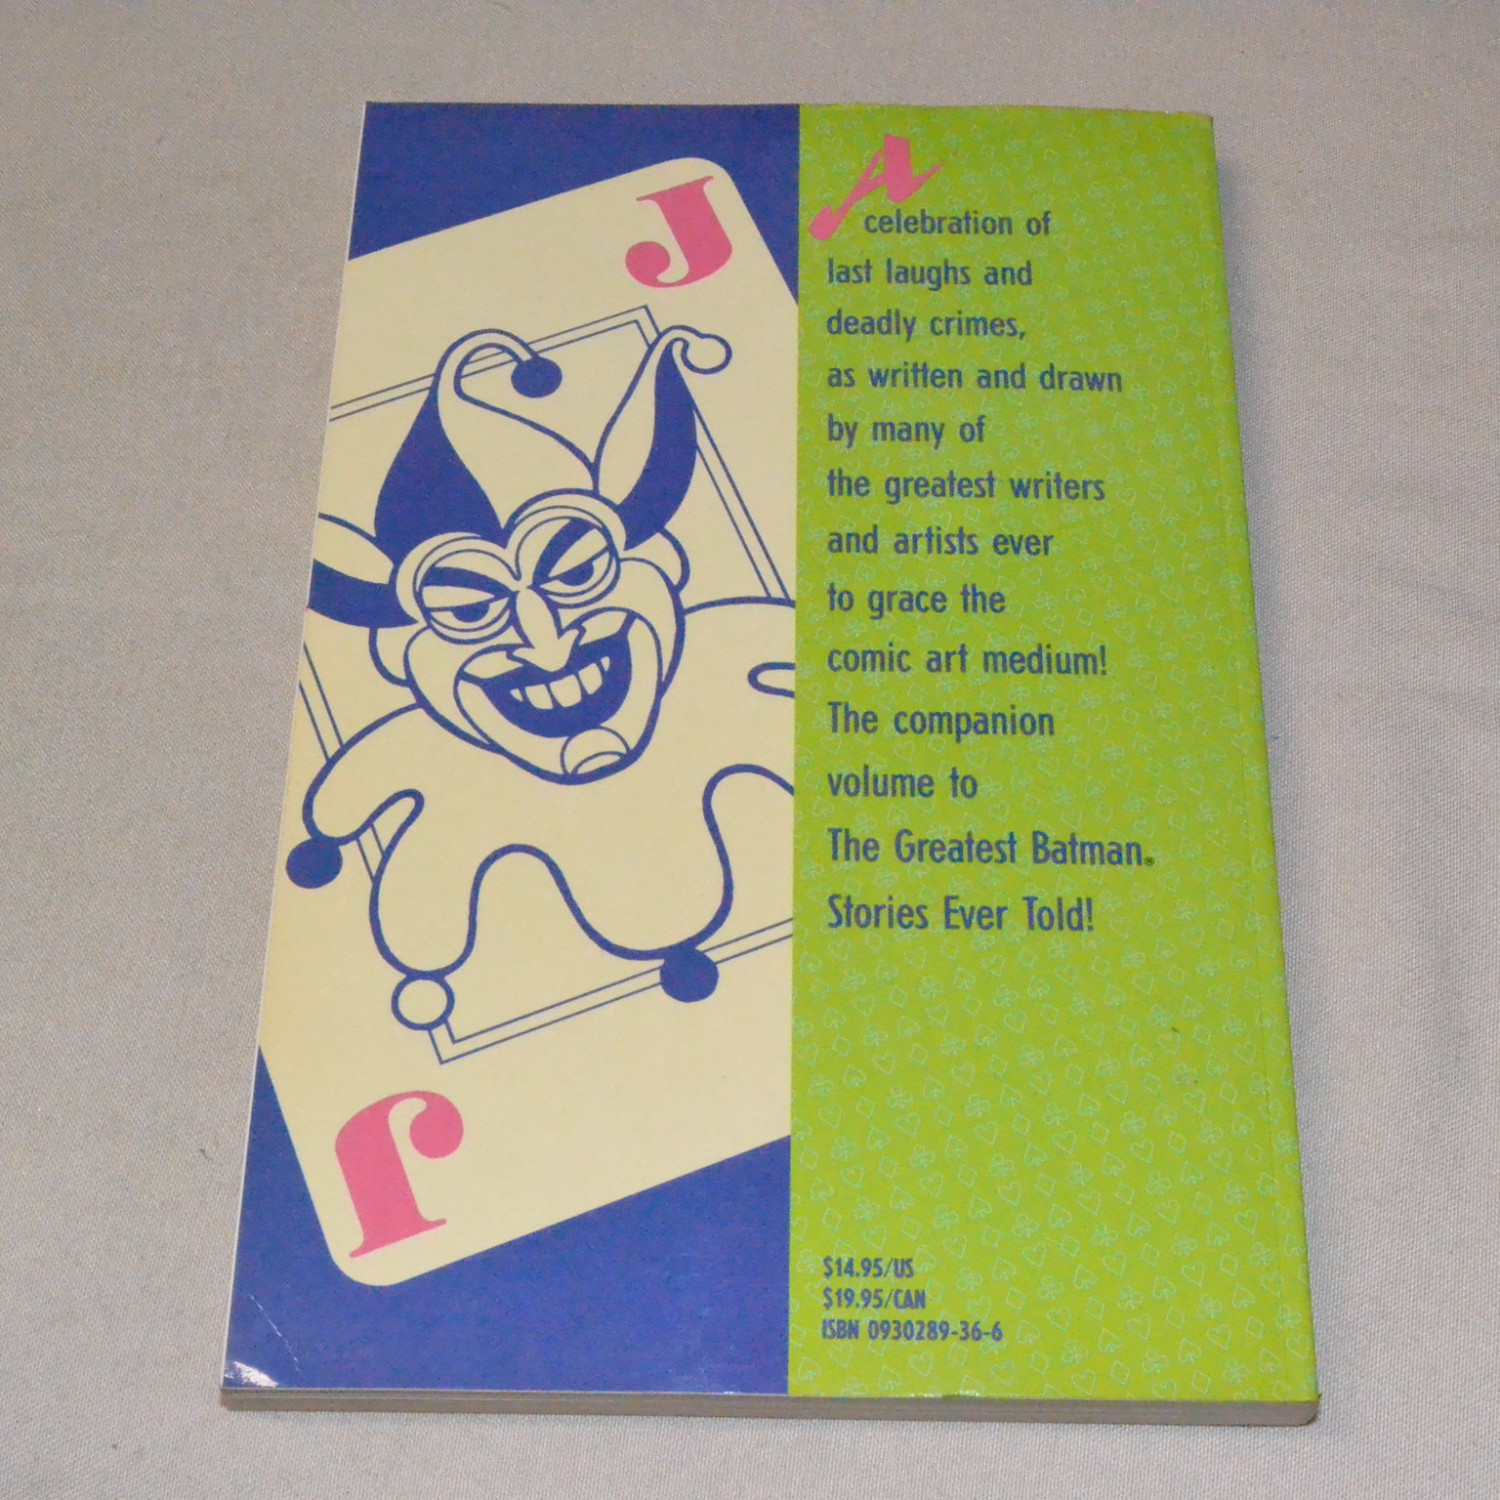 J
A
celebration of
last laughs and
deadly crimes,
as written and drawn
by many of
the greatest writers
and artists ever
to grace the
comic art medium!
The companion
volume to
The Greatest Batman®
Stories Ever Told!
J
$14.95/US
$19.95/CAN
ISBN 0930289-36-6